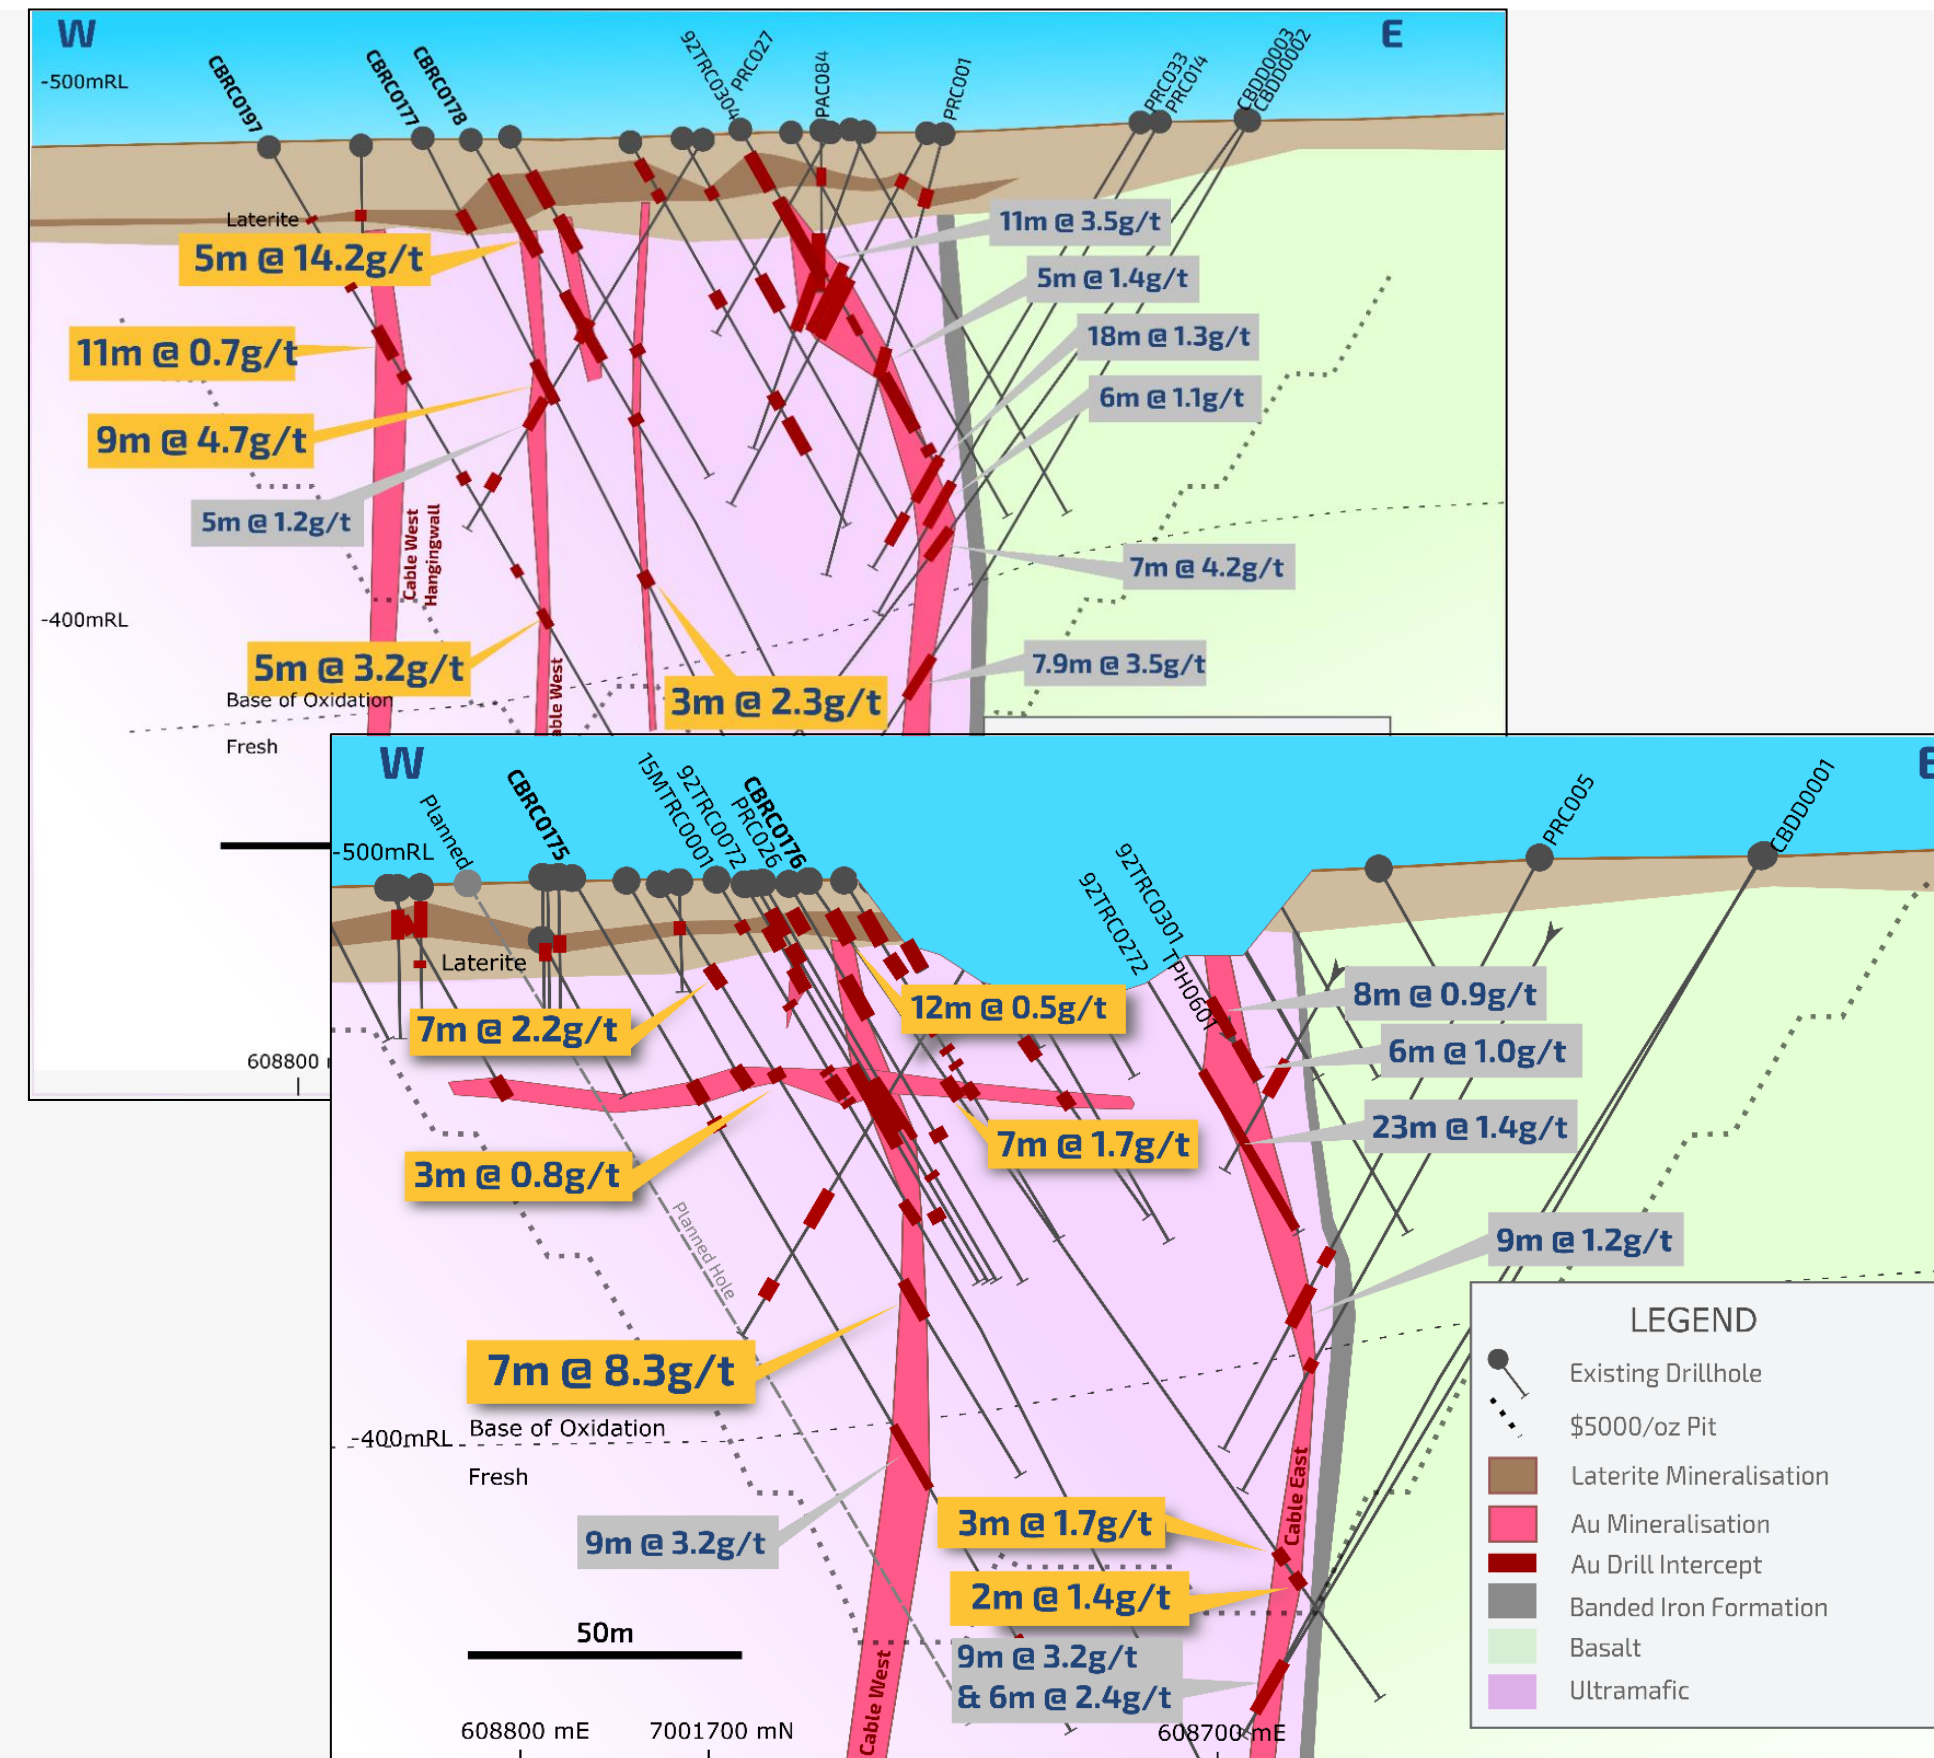 W
E
-500mRL
CBRC0197
CBRC0177
CBRC0178
92TRC0304
PRC027
PAC084
PRC001
PRC033
PRC014
CBDD0003
CBDD0002
Laterite
5m @ 14.2g/t
11m @ 3.5g/t
5m @ 1.4g/t
11m @ 0.7g/t
18m @ 1.3g/t
6m @ 1.1g/t
9m @ 4.7g/t
5m @ 1.2g/t
Cable West
Hangingwall
7m @ 4.2g/t
-400mRL
5m @ 3.2g/t
7.9m @ 3.5g/t
3m @ 2.3g/t
Base of Oxidation
Fresh
608800
W
E
-500mRL
Planned
CBRC0175
15MTRC0001
92TRC0072
PRC026
CBRC0176
92TRC0272
92TRC0301
TPH0601
PRC005
CBDD0001
Laterite
7m @ 2.2g/t
12m @ 0.5g/t
8m @ 0.9g/t
6m @ 1.0g/t
23m @ 1.4g/t
7m @ 1.7g/t
3m @ 0.8g/t
Planned Hole
9m @ 1.2g/t
7m @ 8.3g/t
-400mRL
Base of Oxidation
Fresh
9m @ 3.2g/t
3m @ 1.7g/t
Cable East
2m @ 1.4g/t
9m @ 3.2g/t
& 6m @ 2.4g/t
50m
Cable West
608800 mE
7001700 mN
608700 mE
LEGEND
Existing Drillhole
$5000/oz Pit
Laterite Mineralisation
Au Mineralisation
Au Drill Intercept
Banded Iron Formation
Basalt
Ultramafic